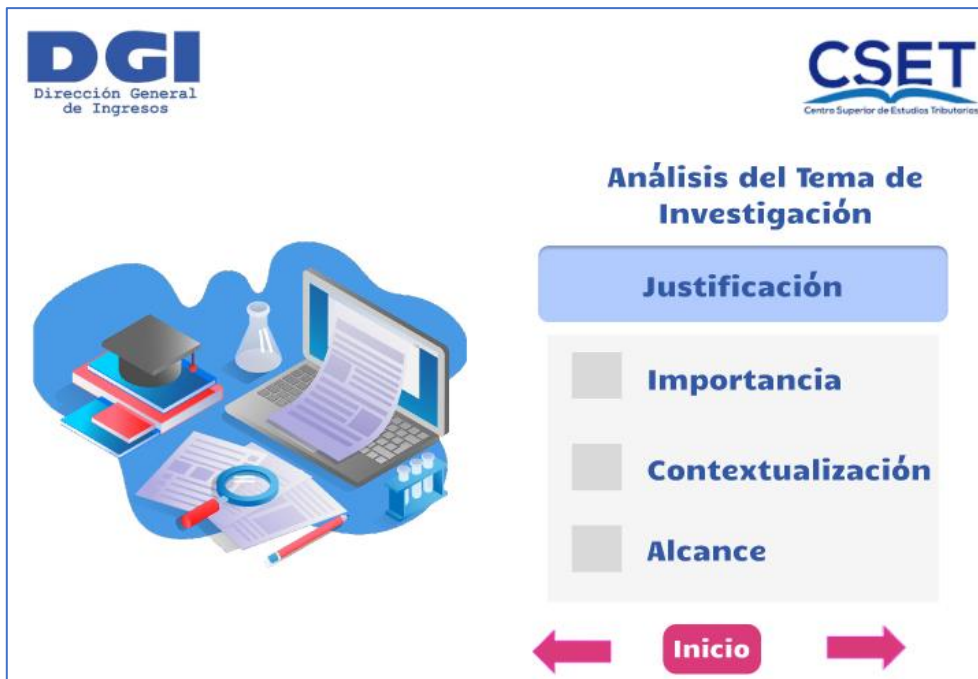 DGI
Dirección General
de Ingresos
CSET
Centro Superior de Estudios Tributarios
Análisis del Tema de
Investigación
Justificación
Importancia
Contextualización
Alcance
Inicio